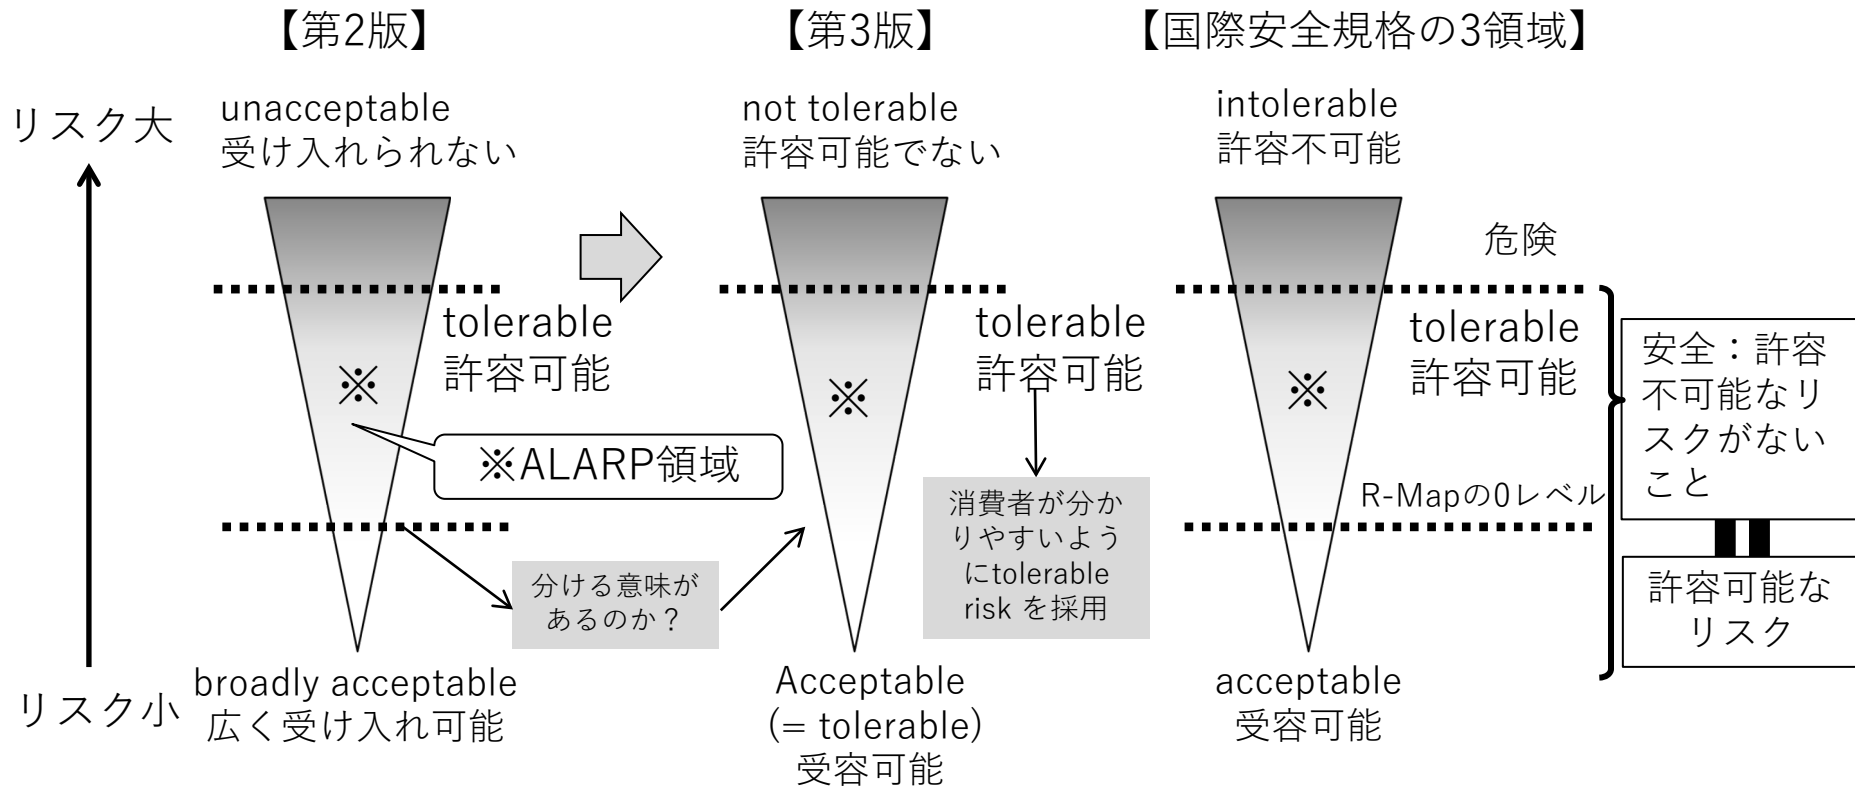 【第2版】
【第3版】
【国際安全規格の3領域】
リスク大
リスク小
unacceptable
受け入れられない
tolerable
許容可能
※
※ALARP領域
broadly acceptable
広く受け入れ可能
分ける意味が
あるのか？
not tolerable
許容可能でない
tolerable
許容可能
※
消費者が分か
りやすいよう
にtolerable
risk を採用
Acceptable
(= tolerable)
受容可能
intolerable
許容不可能
危険
tolerable
許容可能
※
R-Mapの0レベル
acceptable
受容可能
安全：許容
不可能なリ
スクがない
こと
許容可能な
リスク